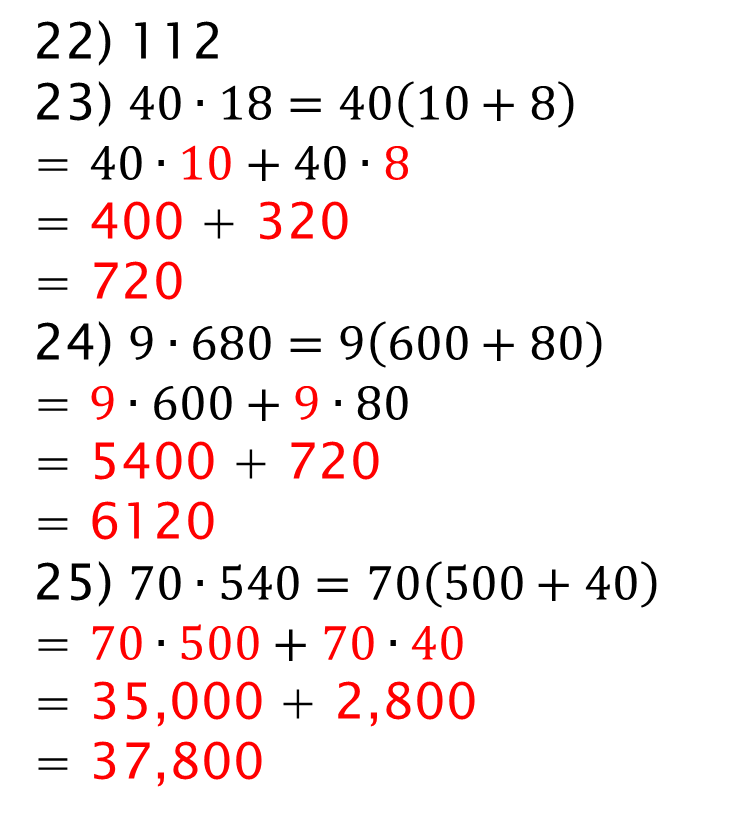 22) 112
23) 40 · 18 = 40(10 + 8)
= 40 · 10 + 40 · 8
= 400 + 320
= 720
24) 9 · 680 = 9(600 + 80)
= 9 · 600 + 9 · 80
= 5400 + 720
= 6120
25) 70 · 540 = 70(500 + 40)
= 70 · 500 + 70 · 40
= 35,000 + 2,800
= 37,800